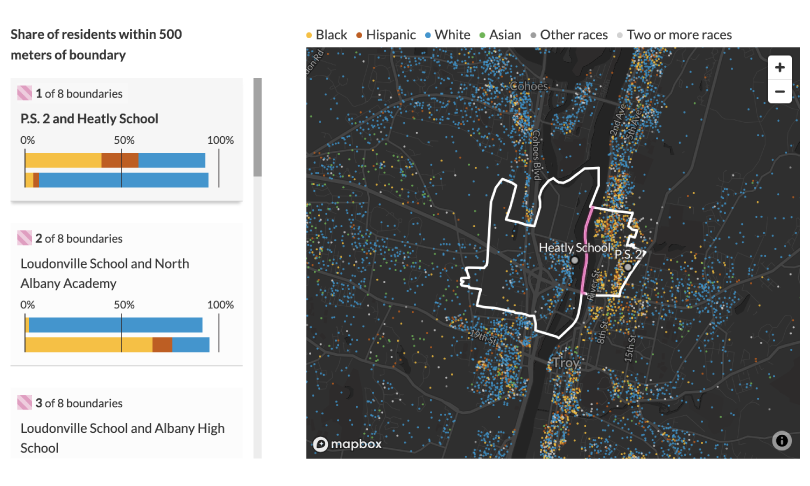 Share of residents within 500
meters of boundary
1 of 8 boundaries
P.S. 2 and Heatly School
0% 50% 100%
2 of 8 boundaries
Loudonville School and North
Albany Academy
0% 50% 100%
3 of 8 boundaries
Loudonville School and Albany High
School
Black Hispanic White Asian Other races Two or more races
Cohoes
Cohoes Blvd
2nd Ave
Heatly School
P.S. 2
River St
19th St
8th St
15th St
Troy
+
−
mapbox
i